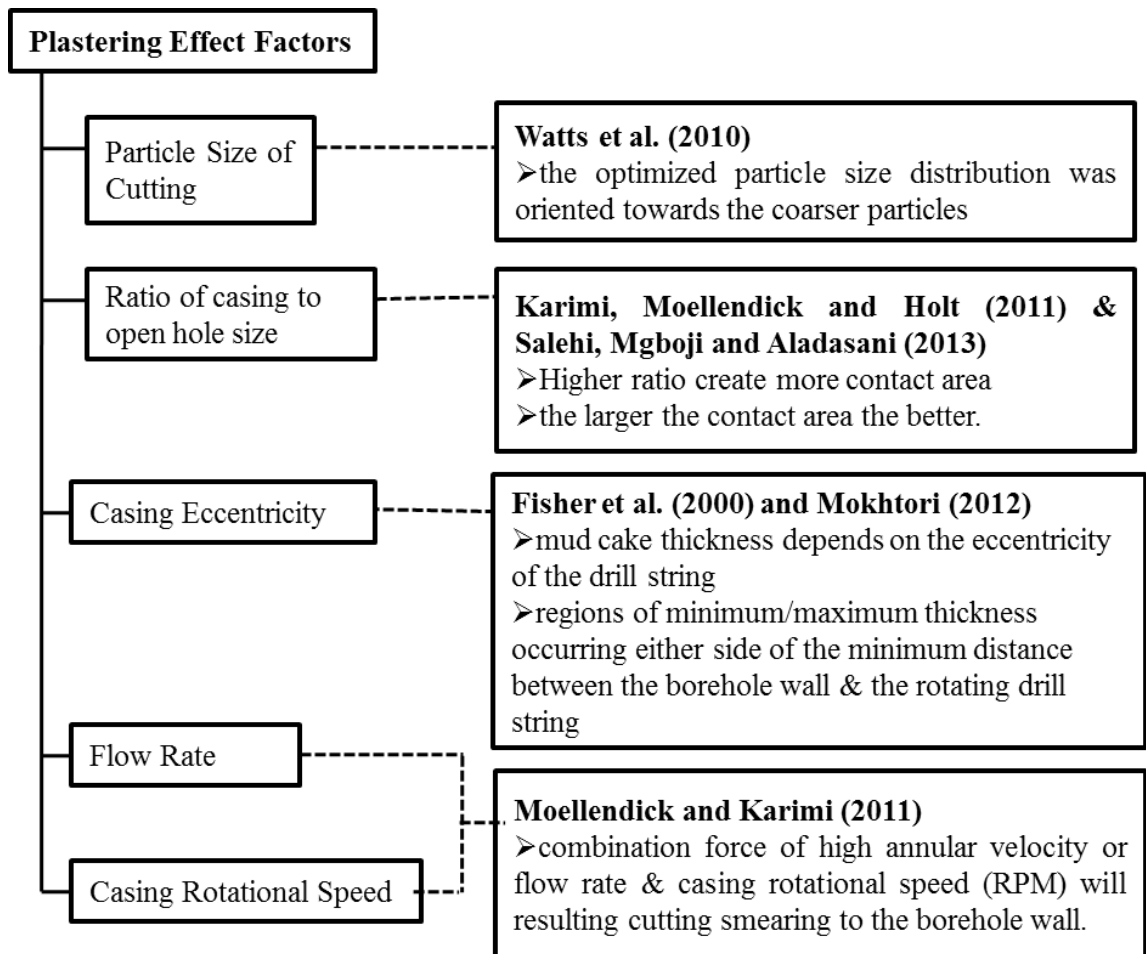 Plastering Effect Factors
Particle Size of
Cutting
Watts et al. (2010)
➢the optimized particle size distribution was
oriented towards the coarser particles
Ratio of casing to
open hole size
Karimi, Moellendick and Holt (2011) &
Salehi, Mgboji and Aladasani (2013)
➢Higher ratio create more contact area
➢the larger the contact area the better.
Casing Eccentricity
Fisher et al. (2000) and Mokhtori (2012)
➢mud cake thickness depends on the eccentricity
of the drill string
➢regions of minimum/maximum thickness
occurring either side of the minimum distance
between the borehole wall & the rotating drill
string
Flow Rate
Casing Rotational Speed
Moellendick and Karimi (2011)
➢combination force of high annular velocity or
flow rate & casing rotational speed (RPM) will
resulting cutting smearing to the borehole wall.